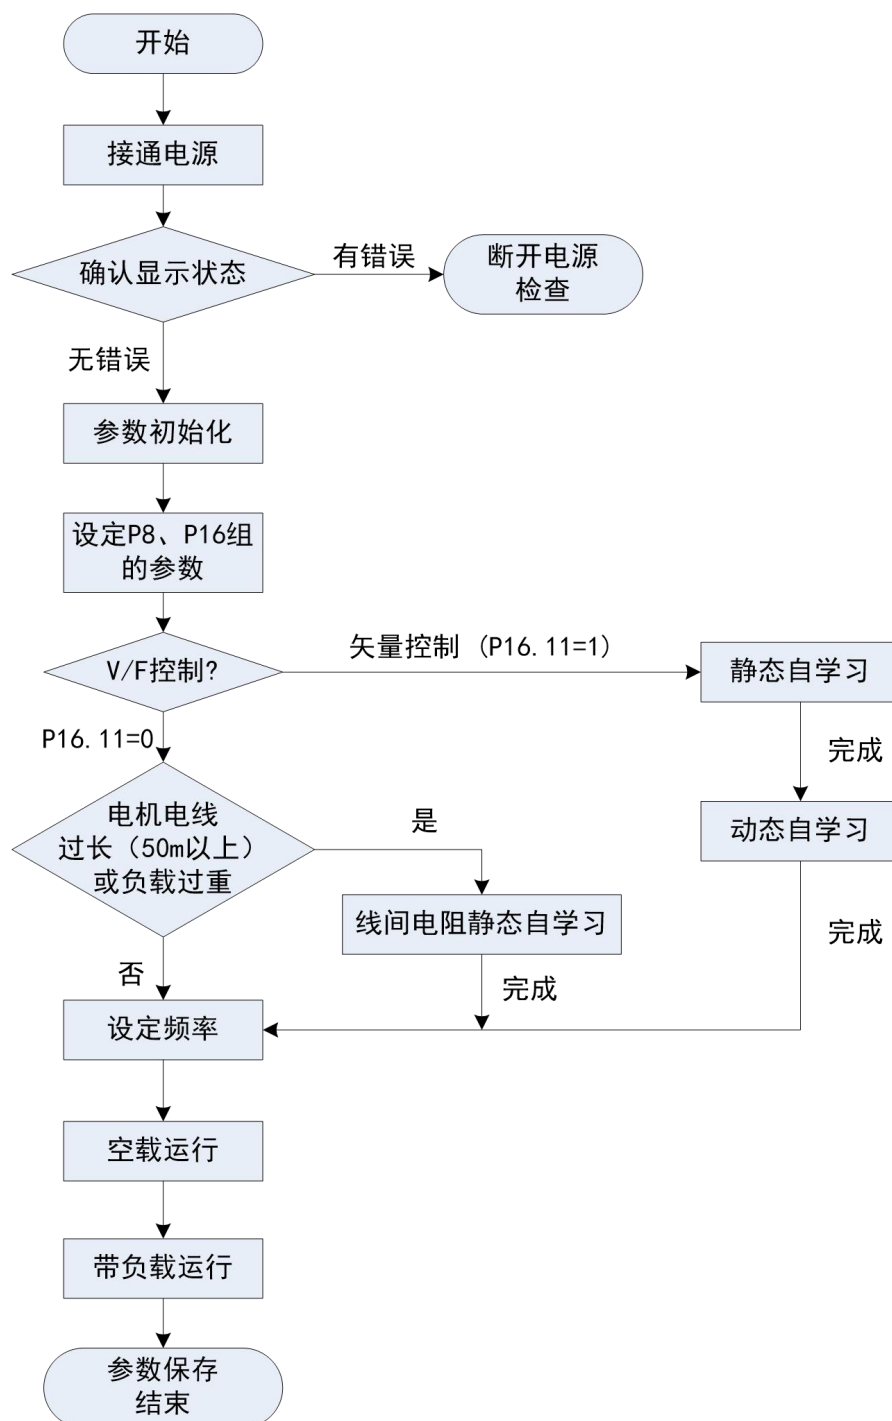 开始
接通电源
确认显示状态
有错误
断开电源
检查
无错误
参数初始化
设定P8、P16组
的参数
V/F控制?
矢量控制 (P16.11=1)
静态自学习
P16.11=0
完成
电机电线
过长（50m以上）
或负载过重
是
动态自学习
线间电阻静态自学习
完成
否
完成
设定频率
空载运行
带负载运行
参数保存
结束